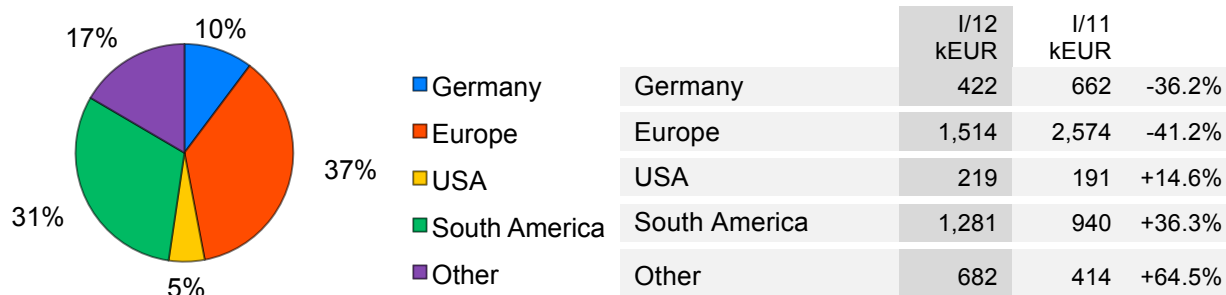 17%
10%
37%
31%
5%
Germany
Europe
USA
South America
Other
I/12 I/11
kEUR kEUR
Germany 422 662 -36.2%
Europe 1,514 2,574 -41.2%
USA 219 191 +14.6%
South America 1,281 940 +36.3%
Other 682 414 +64.5%